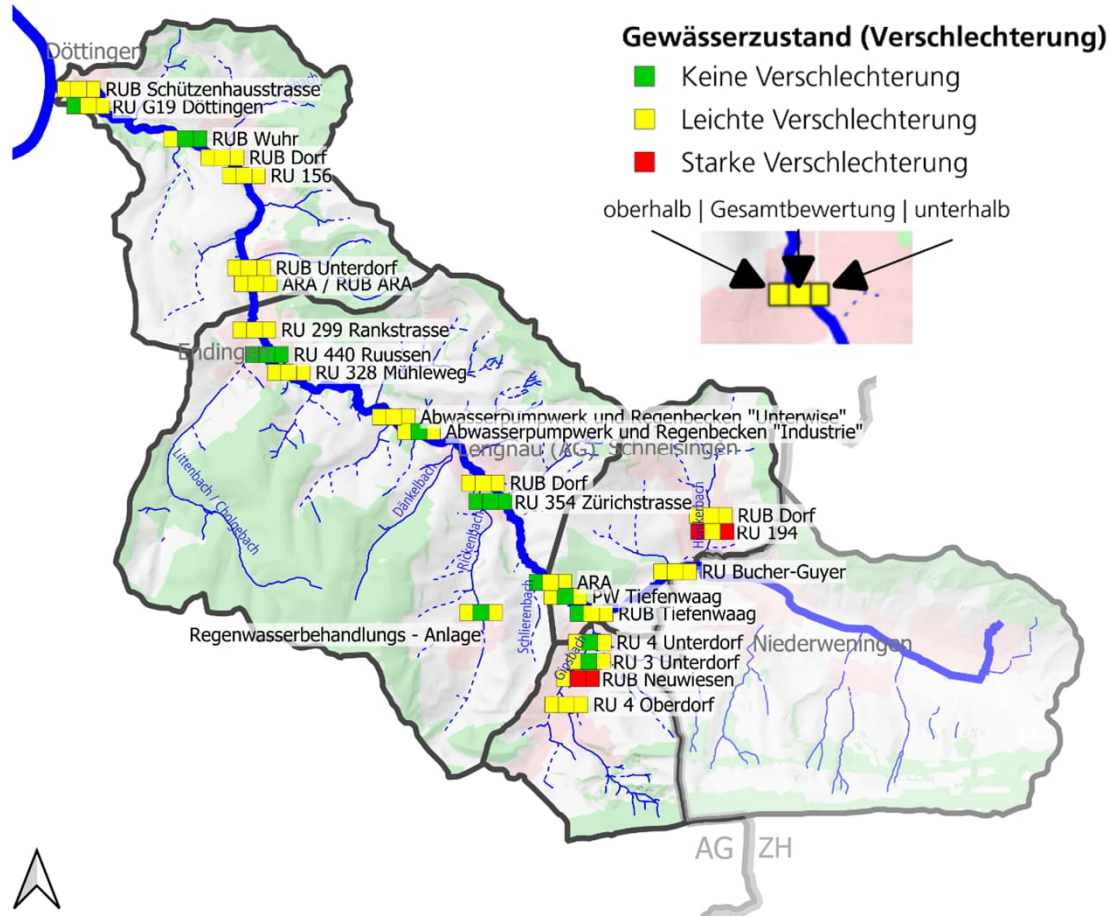 Gewässerzustand (Verschlechterung)
Keine Verschlechterung
Leichte Verschlechterung
Starke Verschlechterung
oberhalb | Gesamtbewertung | unterhalb
Döttingen
RUB Schützenhausstrasse
RU G19 Döttingen
RUB Wuhr
RUB Dorf
RU 156
RUB Unterdorf
ARA / RUB ARA
RU 299 Rankstrasse
Endingen
RU 440 Ruussen
RU 328 Mühleweg
Abwasserpumpwerk und Regenbecken "Unterwise"
Abwasserpumpwerk und Regenbecken "Industrie"
Lengnau (AG)
Schneisingen
Littenbach / Cholgebach
Dänkelbach
RUB Dorf
RU 354 Zürichstrasse
Rickenbach
RUB Dorf
RU 194
RU Bucher-Guyer
ARA
PW Tiefenwaag
RUB Tiefenwaag
Schlierenbach
Regenwasserbehandlungs - Anlage
Gipsbach
RU 4 Unterdorf
Niederweningen
RU 3 Unterdorf
RUB Neuwiesen
RU 4 Oberdorf
AG
ZH